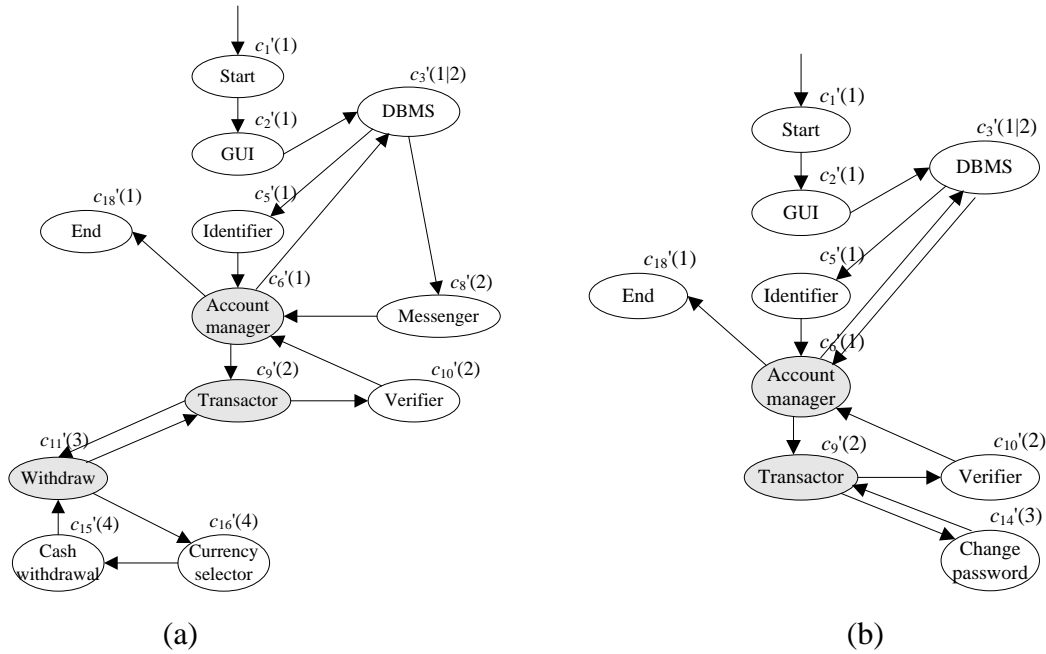 c₁'(1)
Start
c₂'(1)
GUI
c₃'(1|2)
DBMS
c₅'(1)
Identifier
c₁₈'(1)
End
c₆'(1)
Account
manager
c₈'(2)
Messenger
c₉'(2)
Transactor
c₁₀'(2)
Verifier
c₁₁'(3)
Withdraw
c₁₅'(4)
Cash
withdrawal
c₁₆'(4)
Currency
selector
(a)
c₁'(1)
Start
c₂'(1)
GUI
c₃'(1|2)
DBMS
c₅'(1)
Identifier
c₁₈'(1)
End
c₆'(1)
Account
manager
c₉'(2)
Transactor
c₁₀'(2)
Verifier
c₁₄'(3)
Change
password
(b)